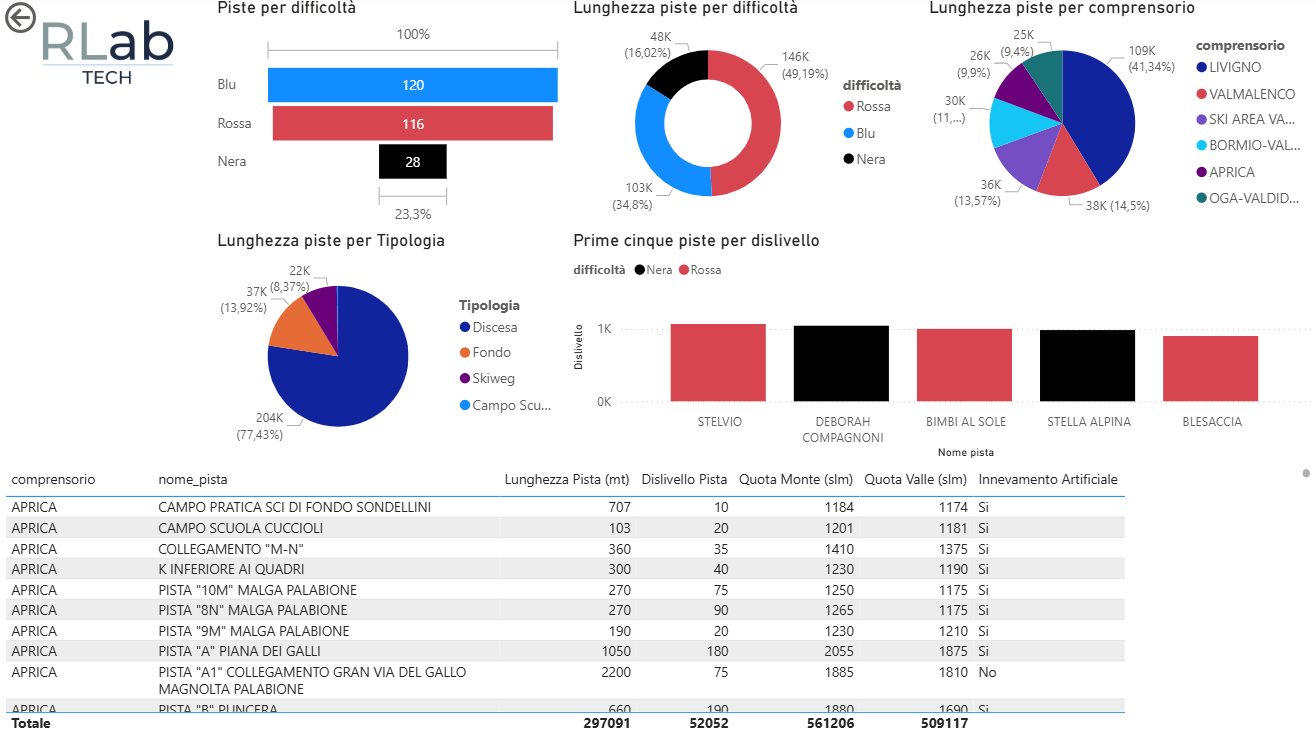 RLab
TECH
Piste per difficoltà
100%
Blu
120
Rossa
116
Nera
28
23,3%
Lunghezza piste per difficoltà
48K
(16,02%)
146K
(49,19%)
103K
(34,8%)
difficoltà
Rossa
Blu
Nera
Lunghezza piste per comprensorio
25K
(9,4%)
26K
(9,9%)
30K
(11,...)
36K
(13,57%)
38K (14,5%)
109K
(41,34%)
comprensorio
LIVIGNO
VALMALENCO
SKI AREA VA...
BORMIO-VAL...
APRICA
OGA-VALDID...
Lunghezza piste per Tipologia
22K
(8,37%)
37K
(13,92%)
204K
(77,43%)
Tipologia
Discesa
Fondo
Skiweg
Campo Scu...
Prime cinque piste per dislivello
difficoltà Nera Rossa
Dislivello
1K
0K
STELVIO
DEBORAH
COMPAGNONI
BIMBI AL SOLE
STELLA ALPINA
BLESACCIA
Nome pista
comprensorio nome_pista Lunghezza Pista (mt) Dislivello Pista Quota Monte (slm) Quota Valle (slm) Innevamento Artificiale
APRICA CAMPO PRATICA SCI DI FONDO SONDELLINI 707 10 1184 1174 Si
APRICA CAMPO SCUOLA CUCCIOLI 103 20 1201 1181 Si
APRICA COLLEGAMENTO "M-N" 360 35 1410 1375 Si
APRICA K INFERIORE AI QUADRI 300 40 1230 1190 Si
APRICA PISTA "10M" MALGA PALABIONE 270 75 1250 1175 Si
APRICA PISTA "8N" MALGA PALABIONE 270 90 1265 1175 Si
APRICA PISTA "9M" MALGA PALABIONE 190 20 1230 1210 Si
APRICA PISTA "A" PIANA DEI GALLI 1050 180 2055 1875 Si
APRICA PISTA "A1" COLLEGAMENTO GRAN VIA DEL GALLO 2200 75 1885 1810 No
MAGNOLTA PALABIONE
APRICA PISTA "B" PUNCERA 660 190 1880 1690 Si
Totale 297091 52052 561206 509117